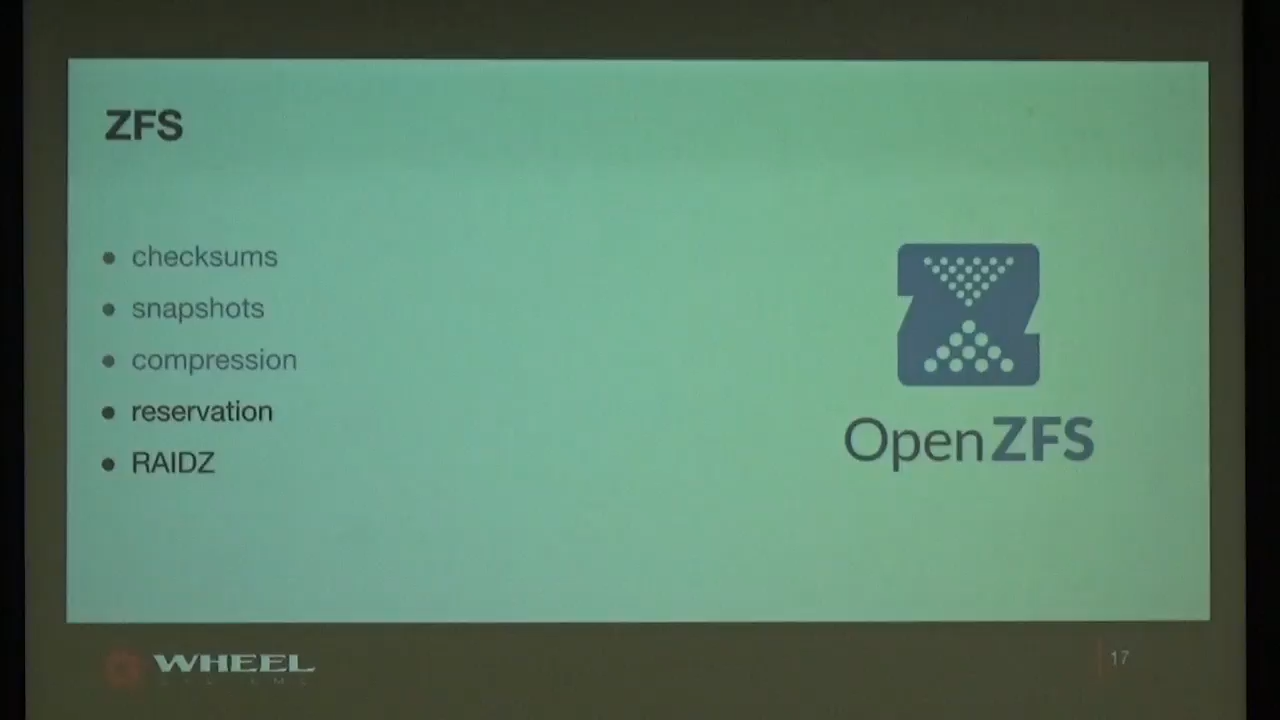 ZFS
checksums
snapshots
compression
reservation
RAIDZ
OpenZFS
WHEEL
17